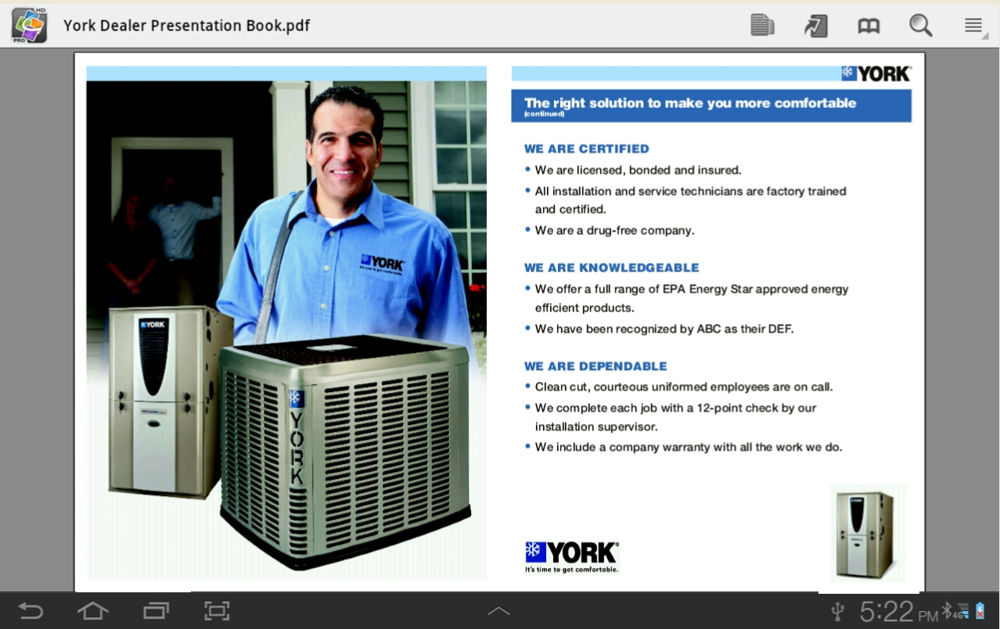 HD
PRO
York Dealer Presentation Book.pdf
YORK
The right solution to make you more comfortable
(continued)
WE ARE CERTIFIED
• We are licensed, bonded and insured.
• All installation and service technicians are factory trained
and certified.
• We are a drug-free company.
WE ARE KNOWLEDGEABLE
• We offer a full range of EPA Energy Star approved energy
efficient products.
• We have been recognized by ABC as their DEF.
WE ARE DEPENDABLE
• Clean cut, courteous uniformed employees are on call.
• We complete each job with a 12-point check by our
installation supervisor.
• We include a company warranty with all the work we do.
YORK®
It's time to get comfortable.
YORK
It's time to get comfortable.
YORK
YORK
5:22 PM
4G